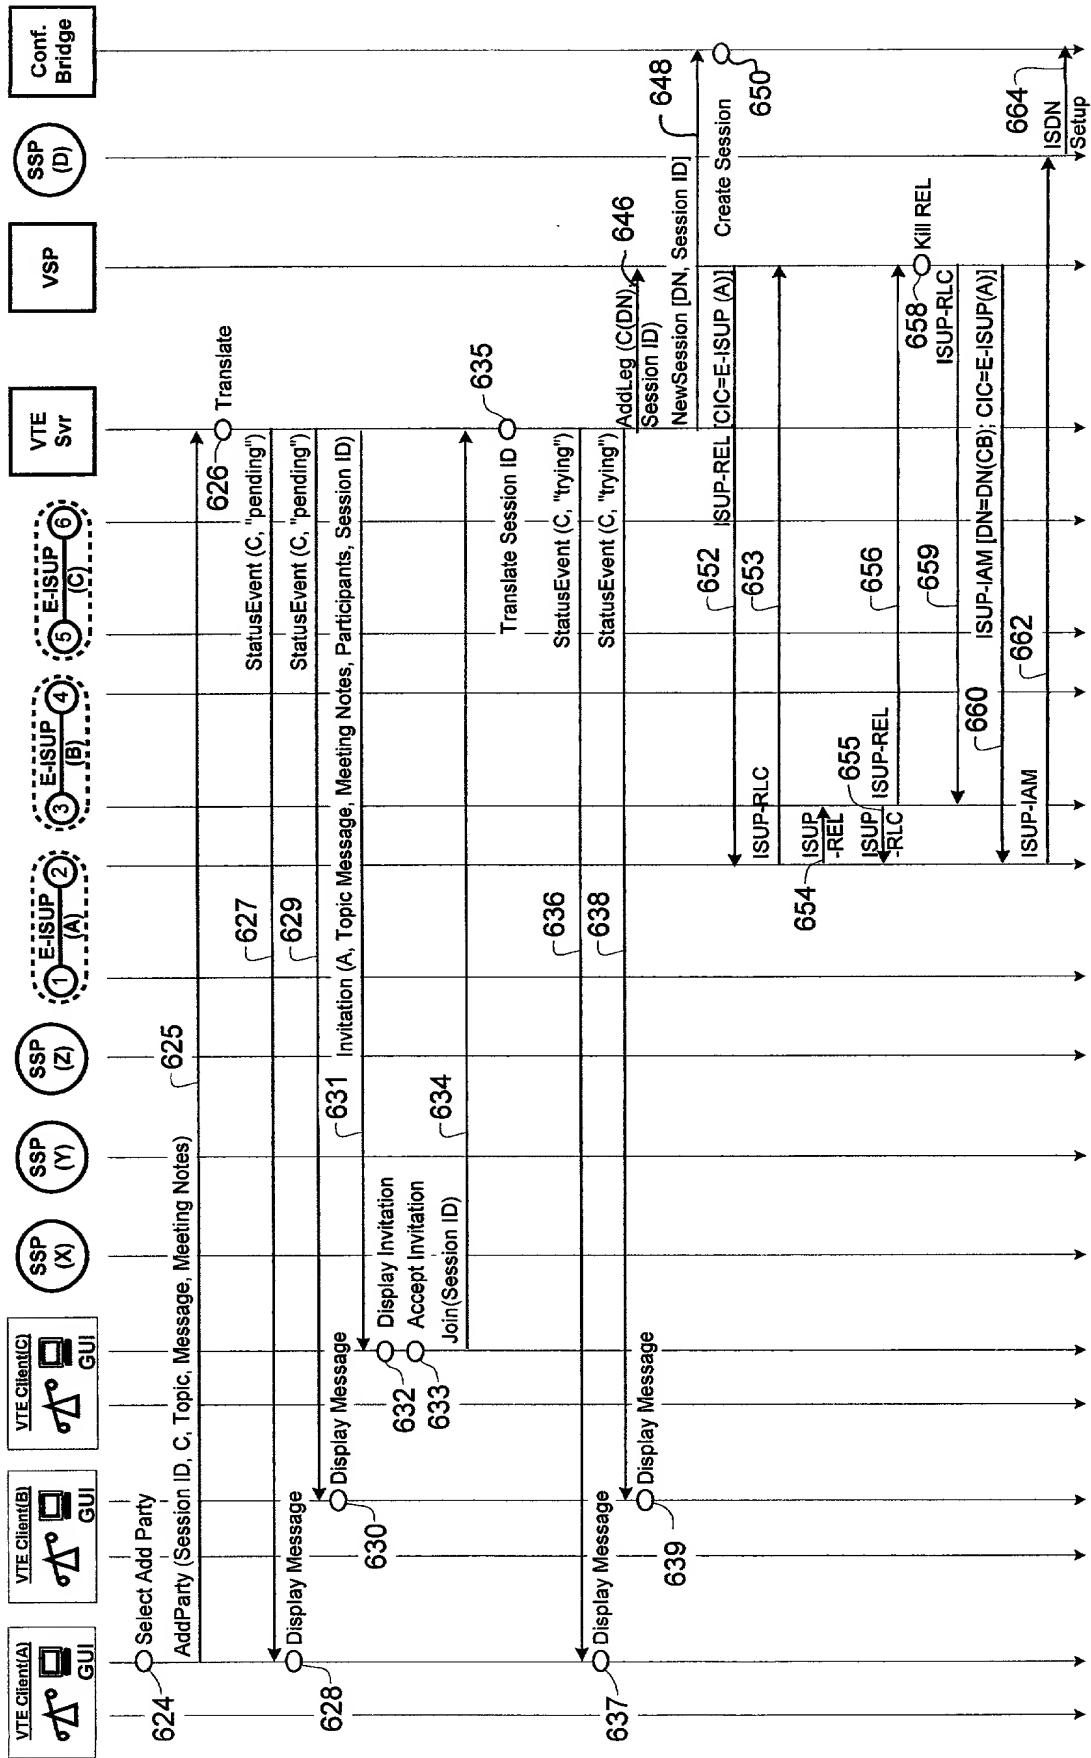 VTE Client(A)
GUI
VTE Client(B)
GUI
VTE Client(C)
GUI
SSP
(X)
SSP
(Y)
SSP
(Z)
1
E-ISUP
(A)
2
3
E-ISUP
(B)
4
5
E-ISUP
(C)
6
VTE
Svr
VSP
SSP
(D)
Conf.
Bridge
624
Select Add Party
AddParty (Session ID, C, Topic, Message, Meeting Notes)
625
626
Translate
StatusEvent (C, "pending")
627
628
Display Message
StatusEvent (C, "pending")
629
630
Display Message
Invitation (A, Topic Message, Meeting Notes, Participants, Session ID)
631
632
Display Invitation
633
Accept Invitation
Join(Session ID)
634
Translate Session ID
635
StatusEvent (C, "trying")
636
637
Display Message
StatusEvent (C, "trying")
638
639
Display Message
AddLeg (C(DN),
Session ID)
646
NewSession [DN, Session ID]
648
Create Session
650
ISUP-REL [CIC=E-ISUP (A)]
652
ISUP-RLC
653
ISUP
-REL
654
ISUP
-RLC
655
ISUP-REL
656
658
Kill REL
ISUP-RLC
659
ISUP-IAM [DN=DN(CB); CIC=E-ISUP(A)]
660
ISUP-IAM
662
ISDN
Setup
664